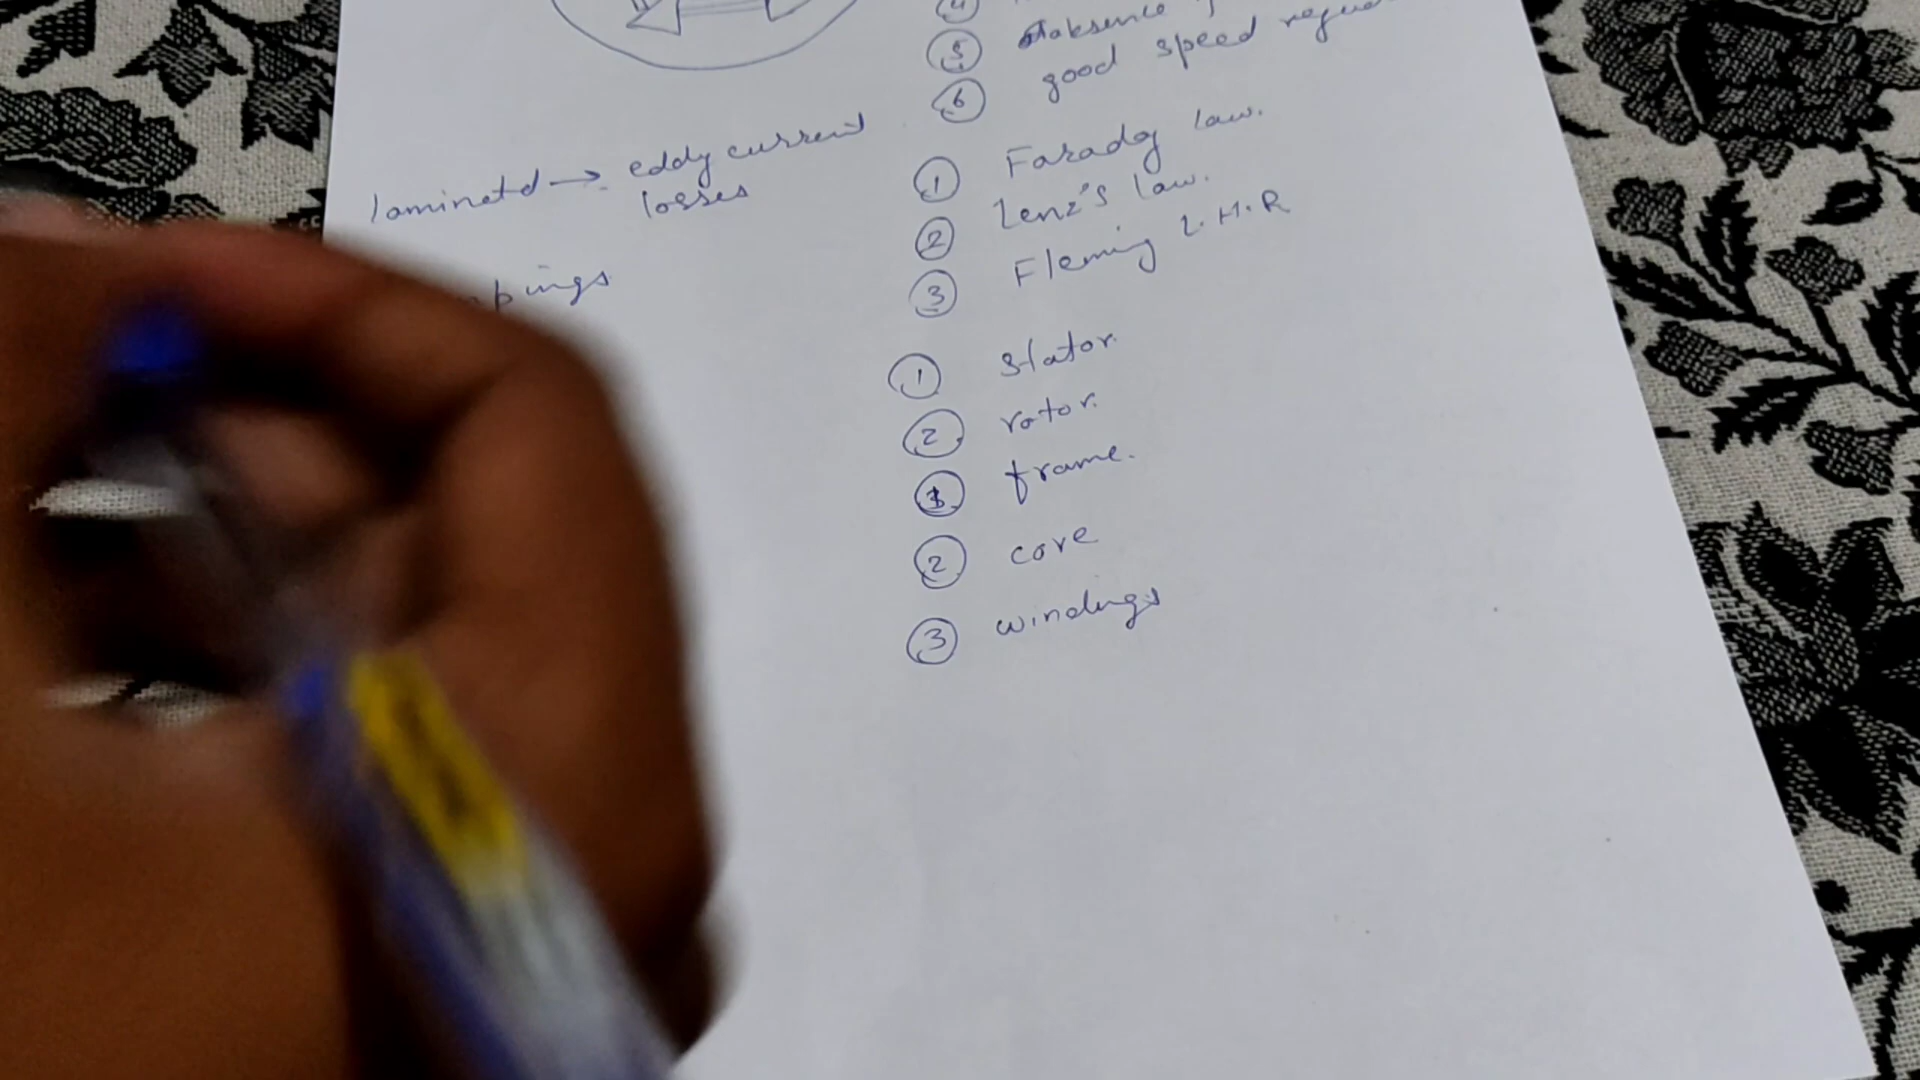 ④
⑤ absence
⑥ good speed
laminated → eddy current
losses
① Faraday law.
② Lenz's law.
③ Fleming L.H.R
① stator.
② rotor.
① frame.
② core
③ windings